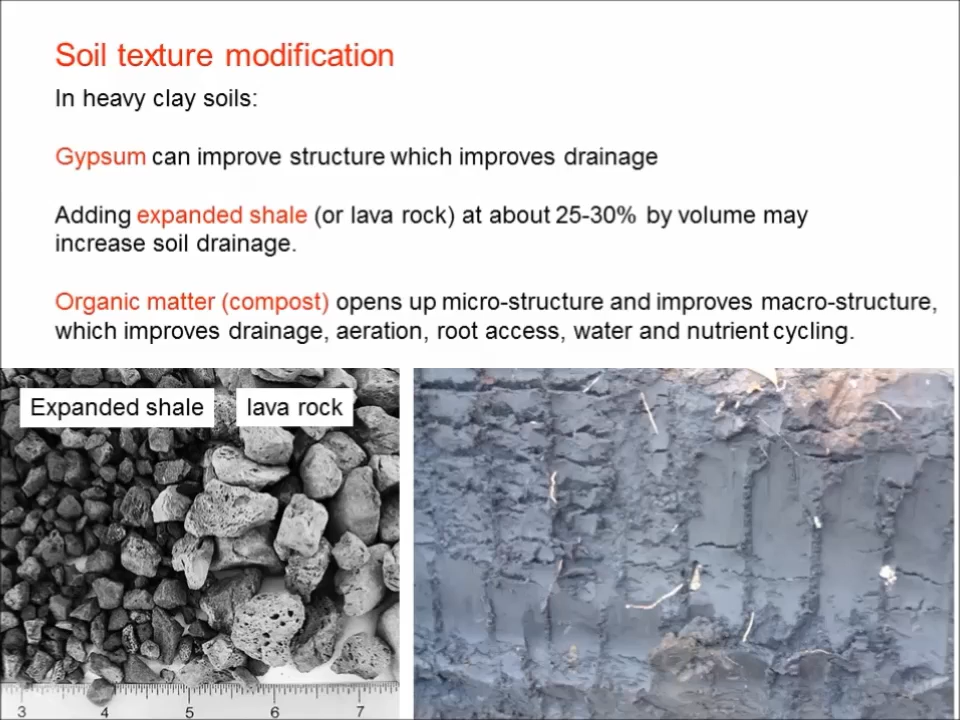 Soil texture modification
In heavy clay soils:
Gypsum can improve structure which improves drainage
Adding expanded shale (or lava rock) at about 25-30% by volume may
increase soil drainage.
Organic matter (compost) opens up micro-structure and improves macro-structure,
which improves drainage, aeration, root access, water and nutrient cycling.
Expanded shale lava rock
3 4 5 6 7